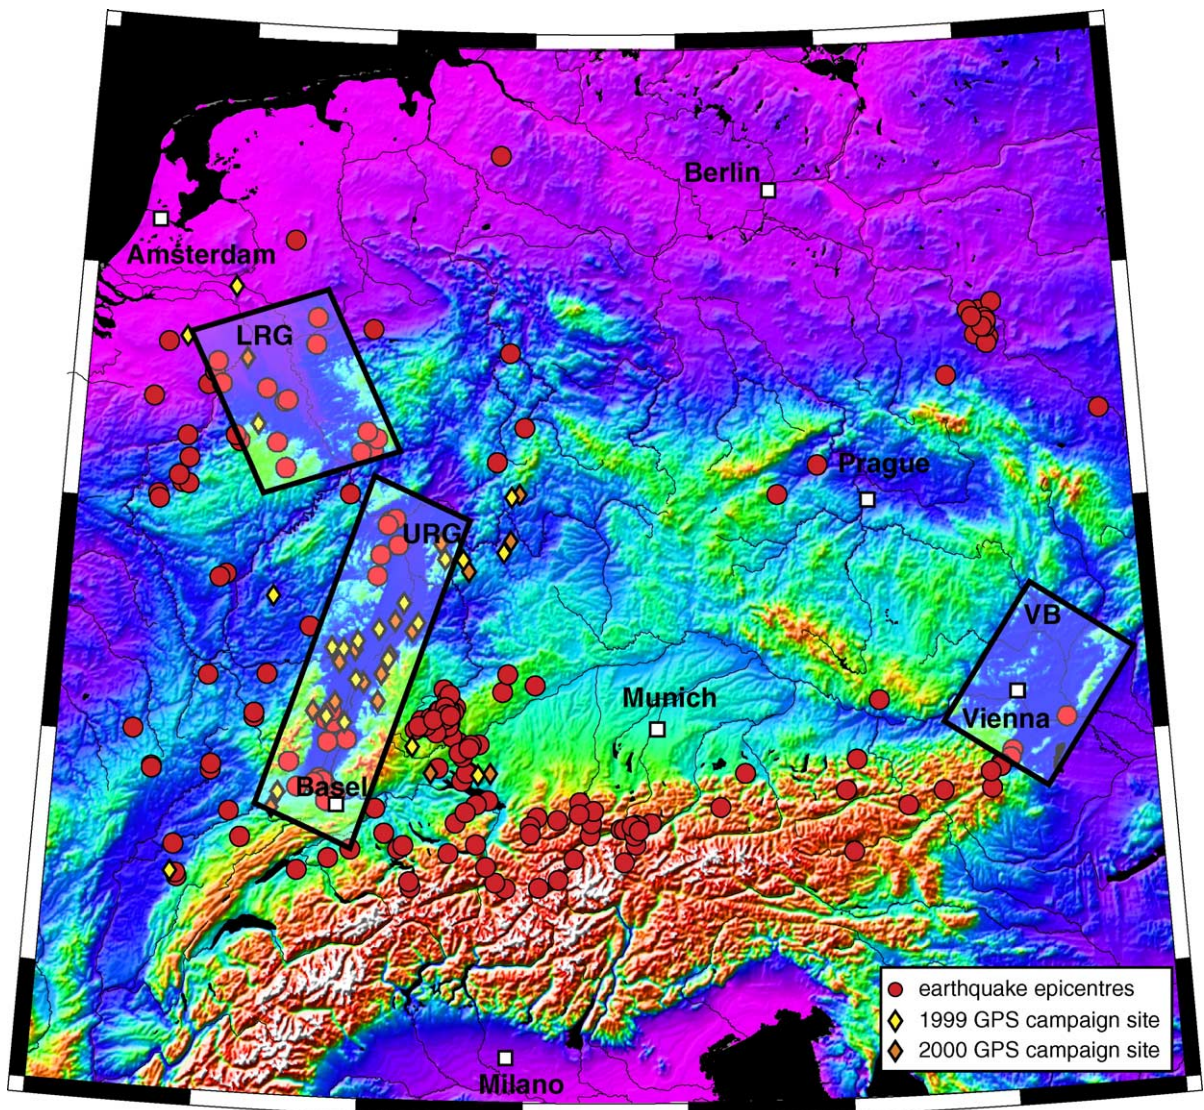 Berlin
Amsterdam
LRG
Prague
URG
VB
Munich
Vienna
Basel
earthquake epicentres
1999 GPS campaign site
2000 GPS campaign site
Milano